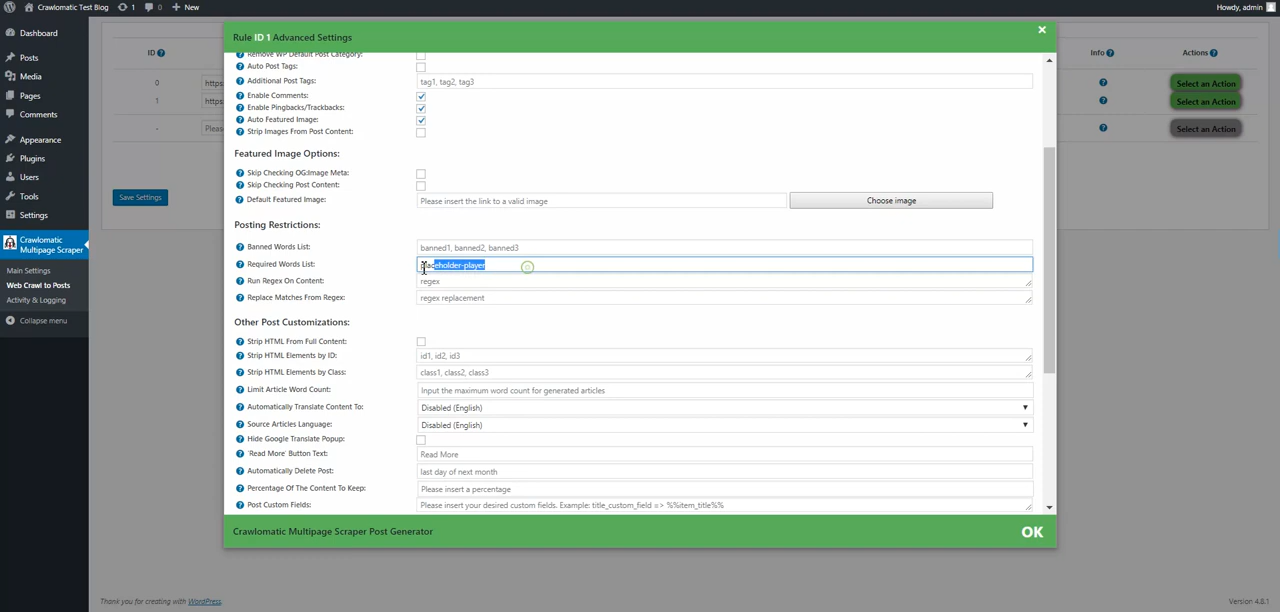 Crawlomatic Test Blog
1
0
New
Howdy, admin
Dashboard
Posts
Media
Pages
Comments
Appearance
Plugins
Users
Tools
Settings
Crawlomatic
Multipage Scraper
Main Settings
Web Crawl to Posts
Activity & Logging
Collapse menu
ID
0
https
1
https
-
Pleas
Save Settings
Info
Actions
Select an Action
Select an Action
Select an Action
Rule ID 1 Advanced Settings
×
Remove WP Default Post Category:
Auto Post Tags:
Additional Post Tags:
tag1, tag2, tag3
Enable Comments:
Enable Pingbacks/Trackbacks:
Auto Featured Image:
Strip Images From Post Content:
Featured Image Options:
Skip Checking OG:Image Meta:
Skip Checking Post Content:
Default Featured Image:
Please insert the link to a valid image
Choose image
Posting Restrictions:
Banned Words List:
banned1, banned2, banned3
Required Words List:
placeholder-player
Run Regex On Content:
regex
Replace Matches From Regex:
regex replacement
Other Post Customizations:
Strip HTML From Full Content:
Strip HTML Elements by ID:
id1, id2, id3
Strip HTML Elements by Class:
class1, class2, class3
Limit Article Word Count:
Input the maximum word count for generated articles
Automatically Translate Content To:
Disabled (English)
Source Articles Language:
Disabled (English)
Hide Google Translate Popup:
'Read More' Button Text:
Read More
Automatically Delete Post:
last day of next month
Percentage Of The Content To Keep:
Please insert a percentage
Post Custom Fields:
Please insert your desired custom fields. Example: title_custom_field => %%item_title%%
Crawlomatic Multipage Scraper Post Generator
OK
Thank you for creating with WordPress.
Version 4.8.1